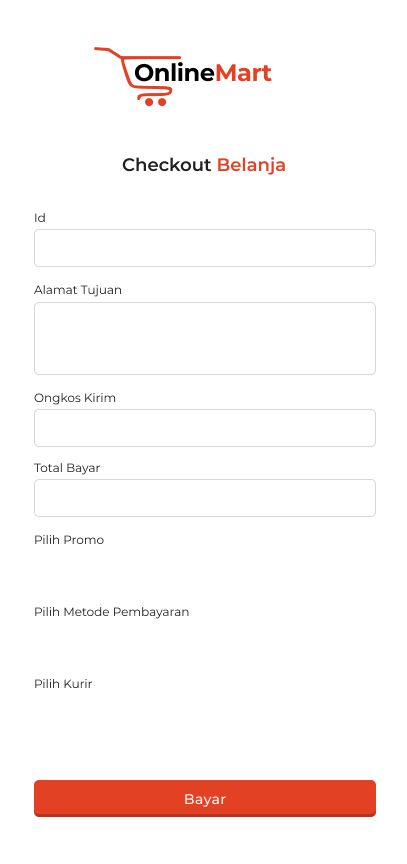 OnlineMart
Checkout Belanja
Id
Alamat Tujuan
Ongkos Kirim
Total Bayar
Pilih Promo
Pilih Metode Pembayaran
Pilih Kurir
Bayar